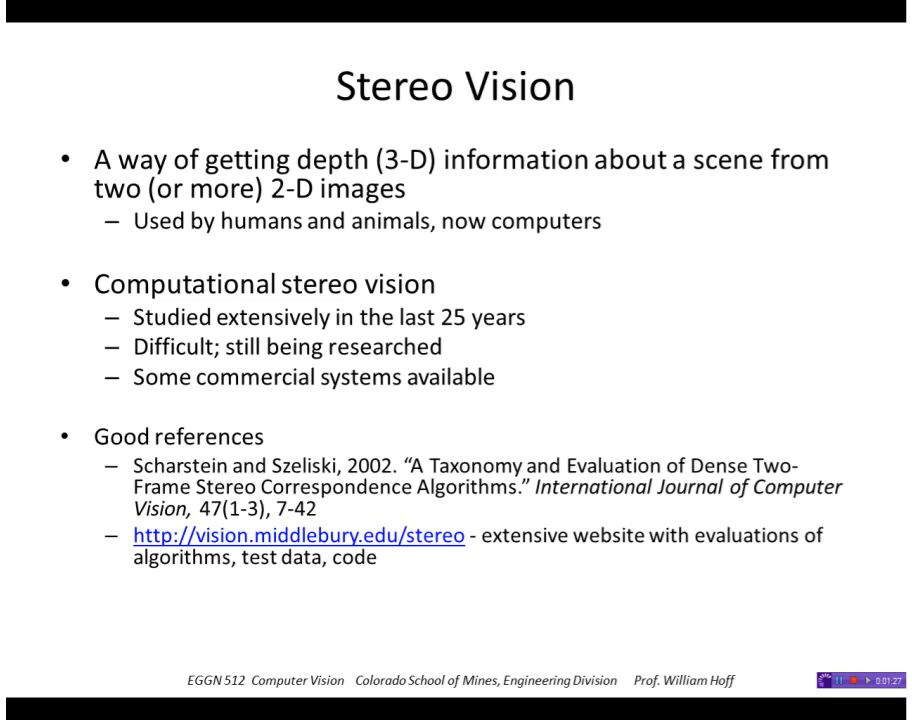 Stereo Vision
• A way of getting depth (3-D) information about a scene from
two (or more) 2-D images
– Used by humans and animals, now computers
• Computational stereo vision
– Studied extensively in the last 25 years
– Difficult; still being researched
– Some commercial systems available
• Good references
– Scharstein and Szeliski, 2002. “A Taxonomy and Evaluation of Dense Two-
Frame Stereo Correspondence Algorithms.” International Journal of Computer
Vision, 47(1-3), 7-42
– http://vision.middlebury.edu/stereo - extensive website with evaluations of
algorithms, test data, code
EGGN 512 Computer Vision Colorado School of Mines, Engineering Division Prof. William Hoff
0:01:27